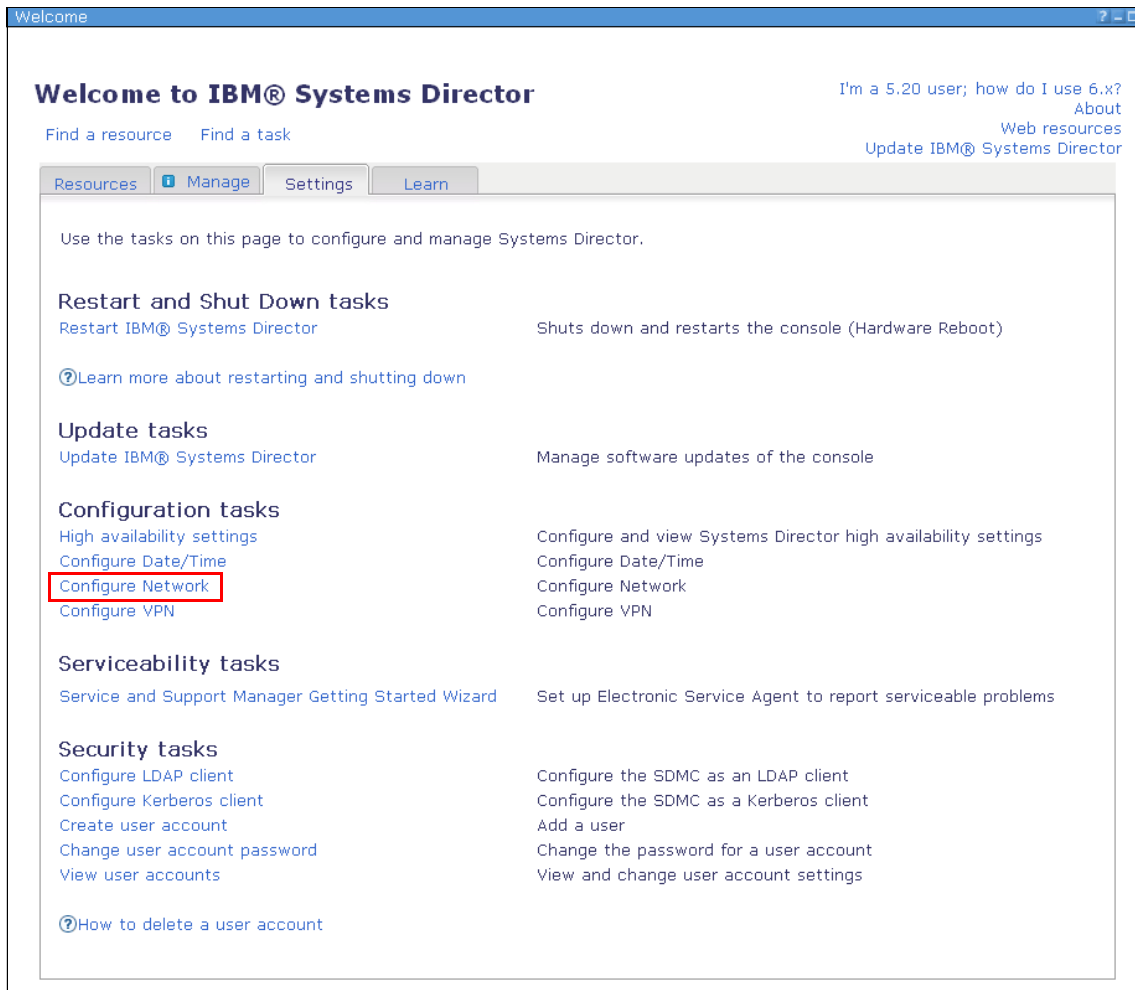 Welcome
Welcome to IBM® Systems Director
I'm a 5.20 user; how do I use 6.x?
About
Web resources
Update IBM® Systems Director
Find a resource Find a task
Resources Manage Settings Learn
Use the tasks on this page to configure and manage Systems Director.
Restart and Shut Down tasks
Restart IBM® Systems Director Shuts down and restarts the console (Hardware Reboot)
Learn more about restarting and shutting down
Update tasks
Update IBM® Systems Director Manage software updates of the console
Configuration tasks
High availability settings Configure and view Systems Director high availability settings
Configure Date/Time Configure Date/Time
Configure Network Configure Network
Configure VPN Configure VPN
Serviceability tasks
Service and Support Manager Getting Started Wizard Set up Electronic Service Agent to report serviceable problems
Security tasks
Configure LDAP client Configure the SDMC as an LDAP client
Configure Kerberos client Configure the SDMC as a Kerberos client
Create user account Add a user
Change user account password Change the password for a user account
View user accounts View and change user account settings
How to delete a user account